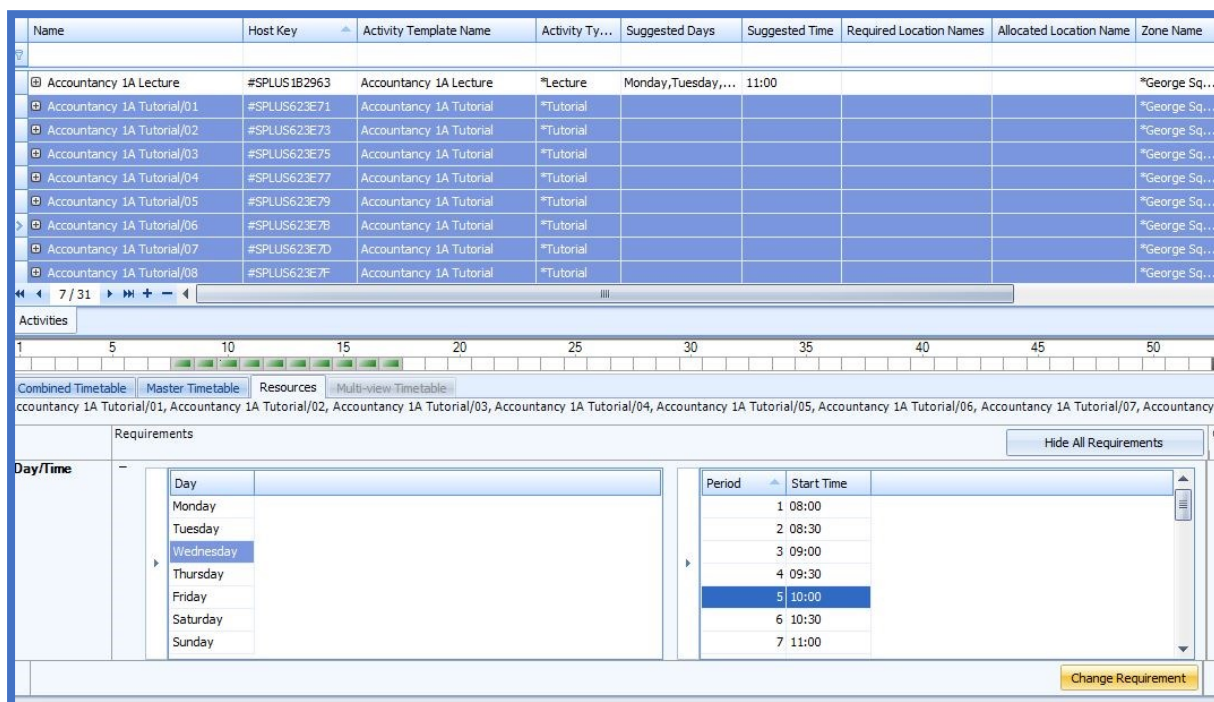 Name Host Key Activity Template Name Activity Ty... Suggested Days Suggested Time Required Location Names Allocated Location Name Zone Name
Accountancy 1A Lecture #SPLUS1B2963 Accountancy 1A Lecture *Lecture Monday,Tuesday,... 11:00 *George Sq...
Accountancy 1A Tutorial/01 #SPLUS623E71 Accountancy 1A Tutorial *Tutorial *George Sq...
Accountancy 1A Tutorial/02 #SPLUS623E73 Accountancy 1A Tutorial *Tutorial *George Sq...
Accountancy 1A Tutorial/03 #SPLUS623E75 Accountancy 1A Tutorial *Tutorial *George Sq...
Accountancy 1A Tutorial/04 #SPLUS623E77 Accountancy 1A Tutorial *Tutorial *George Sq...
Accountancy 1A Tutorial/05 #SPLUS623E79 Accountancy 1A Tutorial *Tutorial *George Sq...
Accountancy 1A Tutorial/06 #SPLUS623E7B Accountancy 1A Tutorial *Tutorial *George Sq...
Accountancy 1A Tutorial/07 #SPLUS623E7D Accountancy 1A Tutorial *Tutorial *George Sq...
Accountancy 1A Tutorial/08 #SPLUS623E7F Accountancy 1A Tutorial *Tutorial *George Sq...
7/31
Activities
1 5 10 15 20 25 30 35 40 45 50
Combined Timetable Master Timetable Resources Multi-view Timetable
ccountancy 1A Tutorial/01, Accountancy 1A Tutorial/02, Accountancy 1A Tutorial/03, Accountancy 1A Tutorial/04, Accountancy 1A Tutorial/05, Accountancy 1A Tutorial/06, Accountancy 1A Tutorial/07, Accountancy
Requirements Hide All Requirements
Day/Time
Day Period Start Time
Monday 1 08:00
Tuesday 2 08:30
Wednesday 3 09:00
Thursday 4 09:30
Friday 5 10:00
Saturday 6 10:30
Sunday 7 11:00
Change Requirement